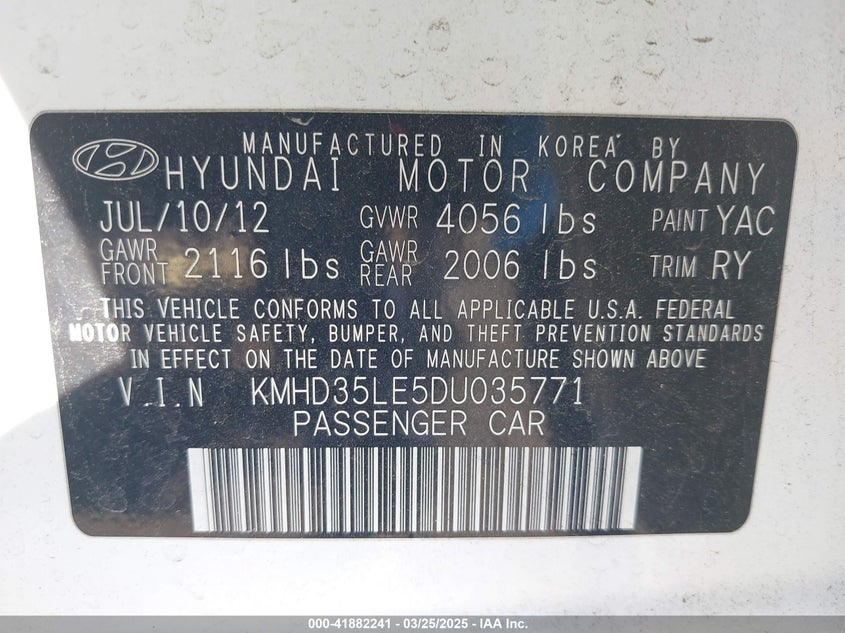 MANUFACTURED IN KOREA BY
HYUNDAI MOTOR COMPANY
JUL/10/12 GVWR 4056 lbs PAINT YAC
GAWR FRONT 2116 lbs GAWR REAR 2006 lbs TRIM RY
THIS VEHICLE CONFORMS TO ALL APPLICABLE U.S.A. FEDERAL
MOTOR VEHICLE SAFETY, BUMPER, AND THEFT PREVENTION STANDARDS
IN EFFECT ON THE DATE OF MANUFACTURE SHOWN ABOVE
V.I.N KMHD35LE5DU035771
PASSENGER CAR
000-41882241 - 03/25/2025 - IAA Inc.